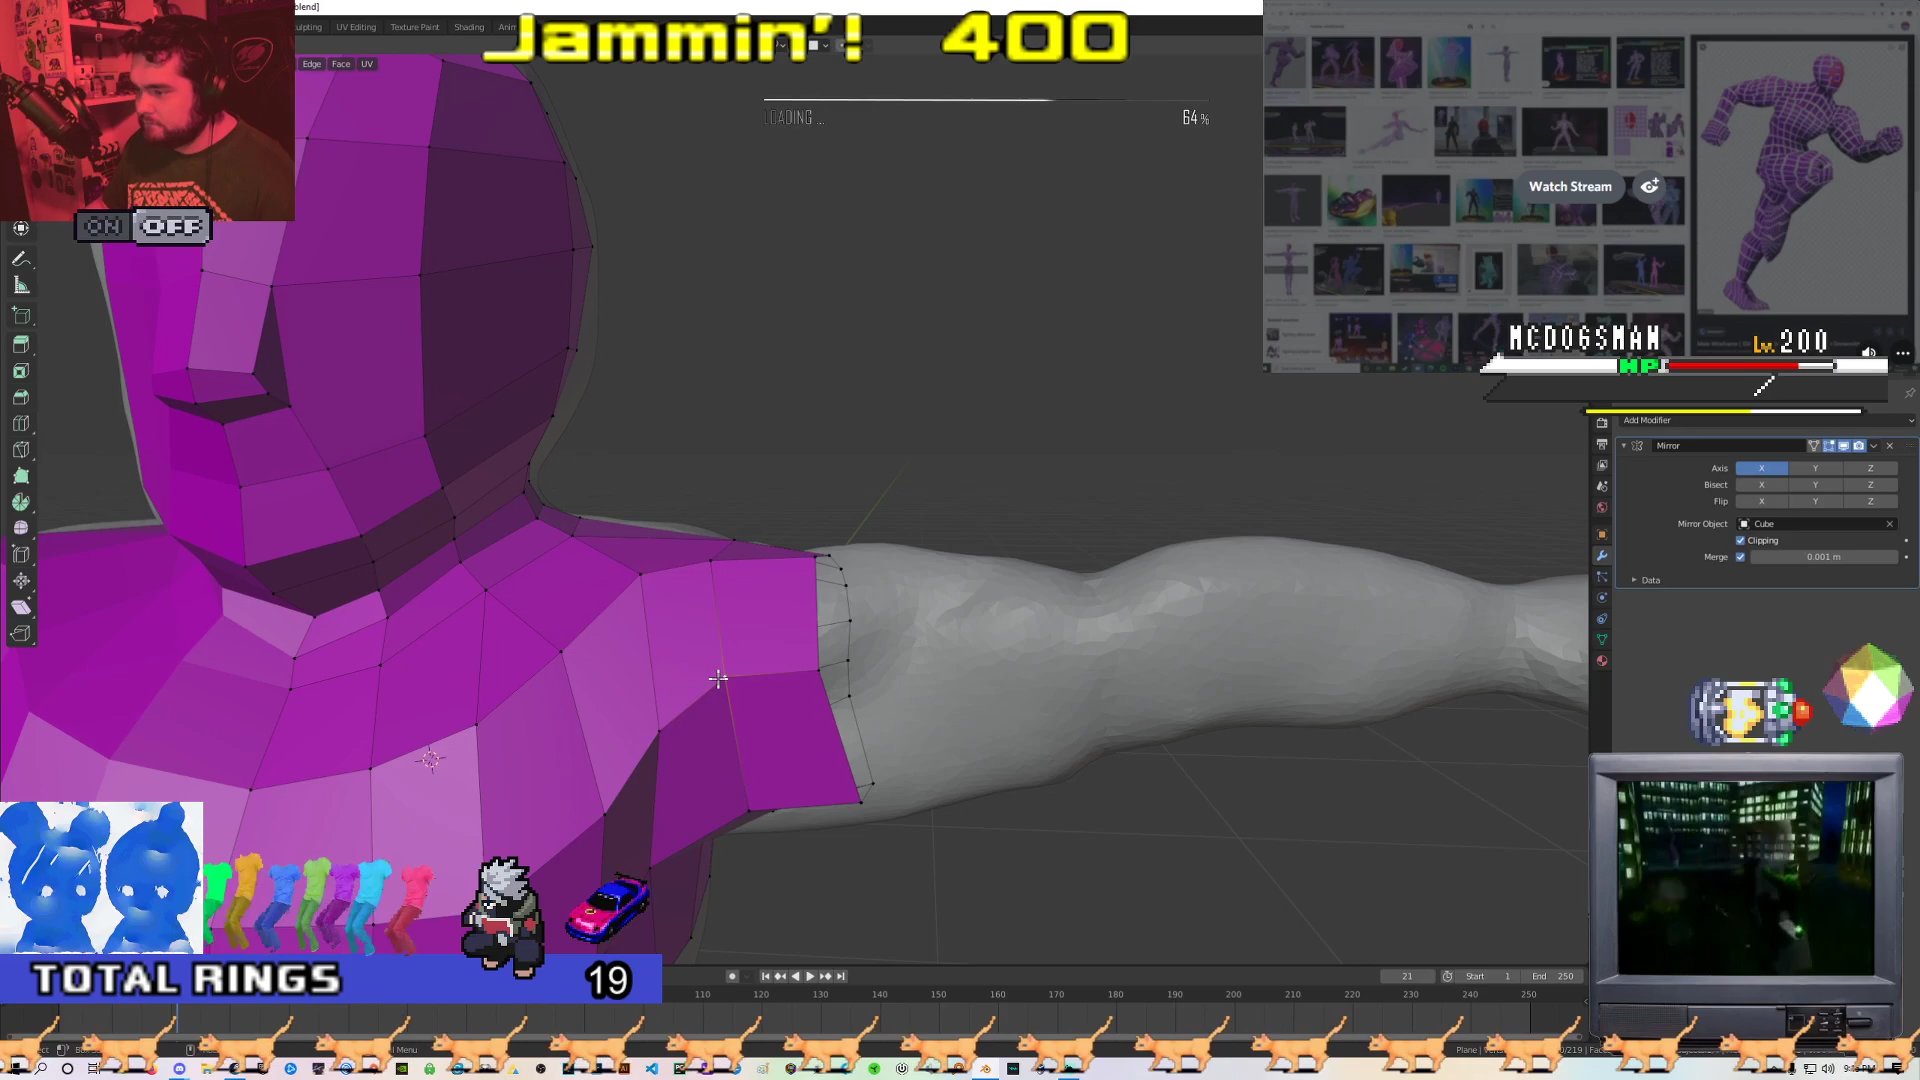 blend]
ulpting UV Editing Texture Paint Shading Anim
Jammin'! 400
Edge Face UV
LOADING ...
64%
ON OFF
Watch Stream
MCDOGSMAN
Lv. 200
HP
Add Modifier
Mirror
Axis X Y Z
Bisect X Y Z
Flip X Y Z
Mirror Object Cube
Clipping
Merge 0.001 m
Data
TOTAL RINGS 19
21 Start 1 End 250
110 120 130 140 150 160 170 180 190 200 210 220 230 240 250